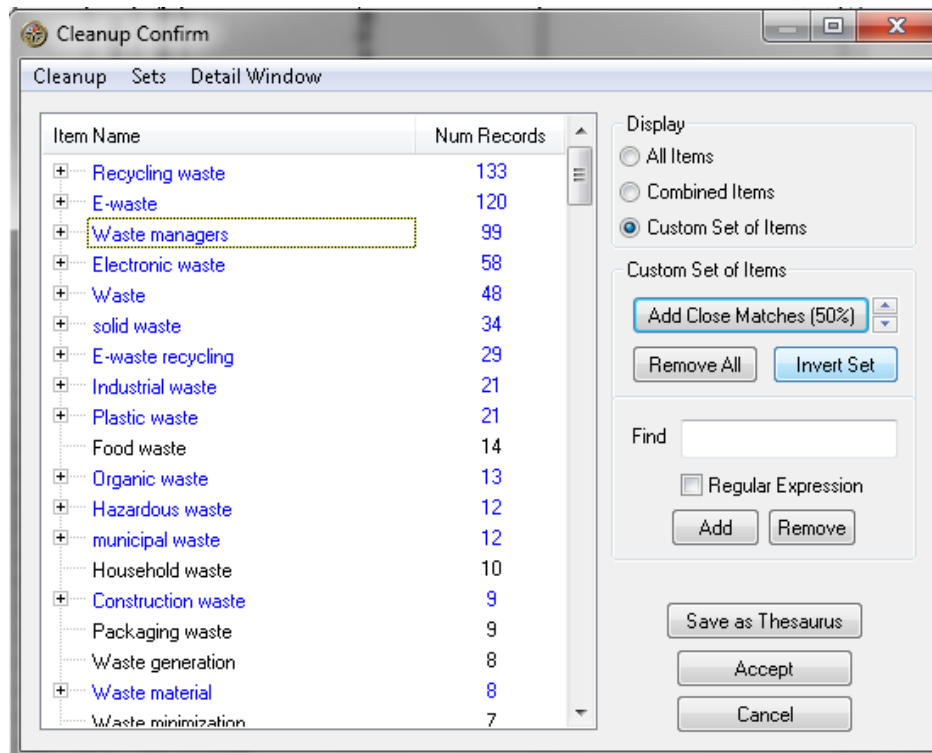 Cleanup Confirm
Cleanup Sets Detail Window
Item Name Num Records
Recycling waste 133
E-waste 120
Waste managers 99
Electronic waste 58
Waste 48
solid waste 34
E-waste recycling 29
Industrial waste 21
Plastic waste 21
Food waste 14
Organic waste 13
Hazardous waste 12
municipal waste 12
Household waste 10
Construction waste 9
Packaging waste 9
Waste generation 8
Waste material 8
Waste minimization 7
Display
All Items
Combined Items
Custom Set of Items
Custom Set of Items
Add Close Matches (50%)
Remove All Invert Set
Find
Regular Expression
Add Remove
Save as Thesaurus
Accept
Cancel